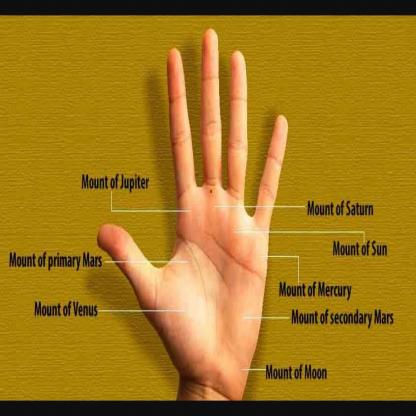 Mount of Jupiter
Mount of Saturn
Mount of Sun
Mount of primary Mars
Mount of Mercury
Mount of Venus
Mount of secondary Mars
Mount of Moon